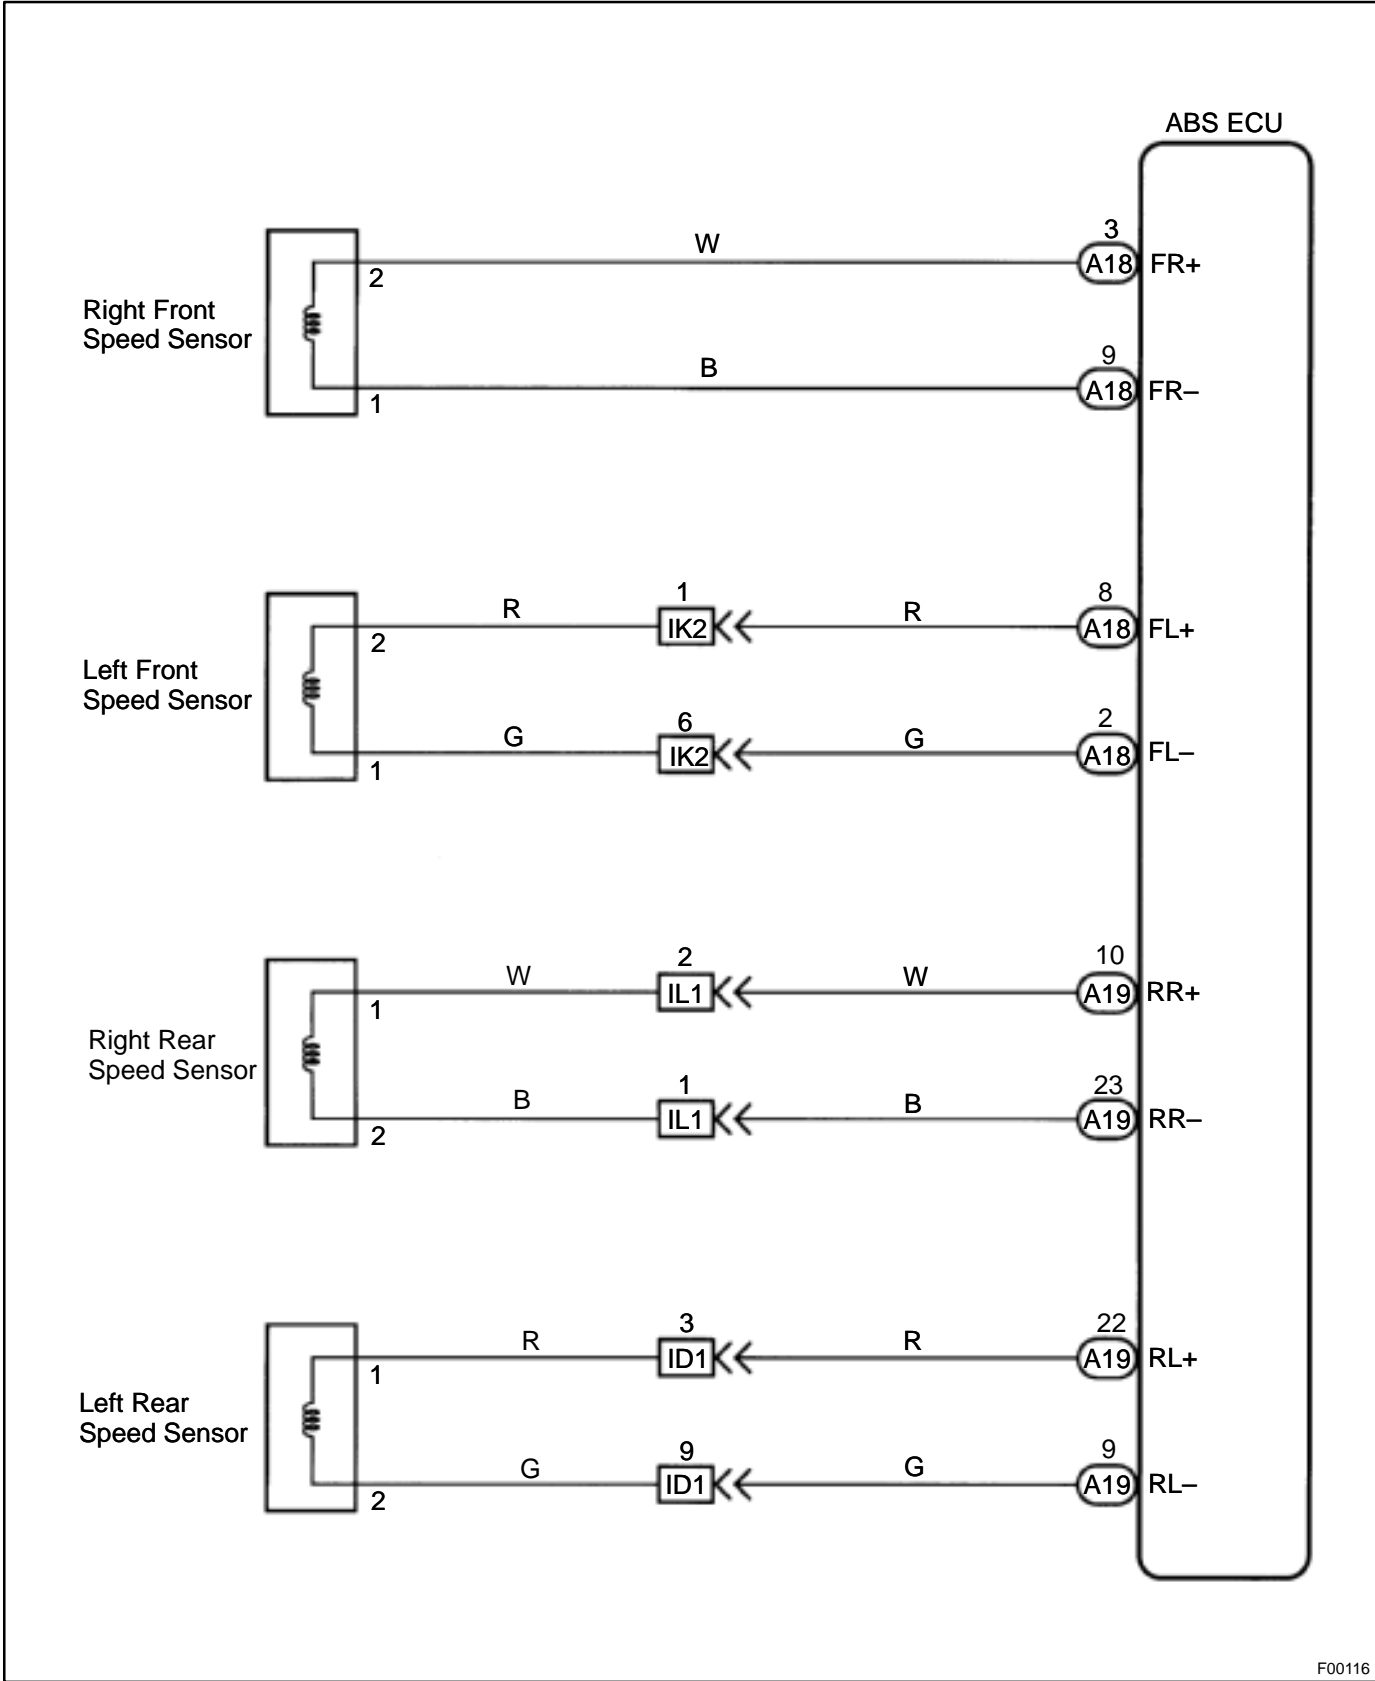 ABS ECU
3
W
A18 FR+
2
Right Front
Speed Sensor
9
B
A18 FR–
1
1
8
R
R
IK2
A18 FL+
2
Left Front
Speed Sensor
6
2
G
G
IK2
A18 FL–
1
2
10
W
W
IL1
A19 RR+
1
Right Rear
Speed Sensor
1
23
B
B
IL1
A19 RR–
2
3
22
R
R
ID1
A19 RL+
1
Left Rear
Speed Sensor
9
9
G
G
ID1
A19 RL–
2
F00116